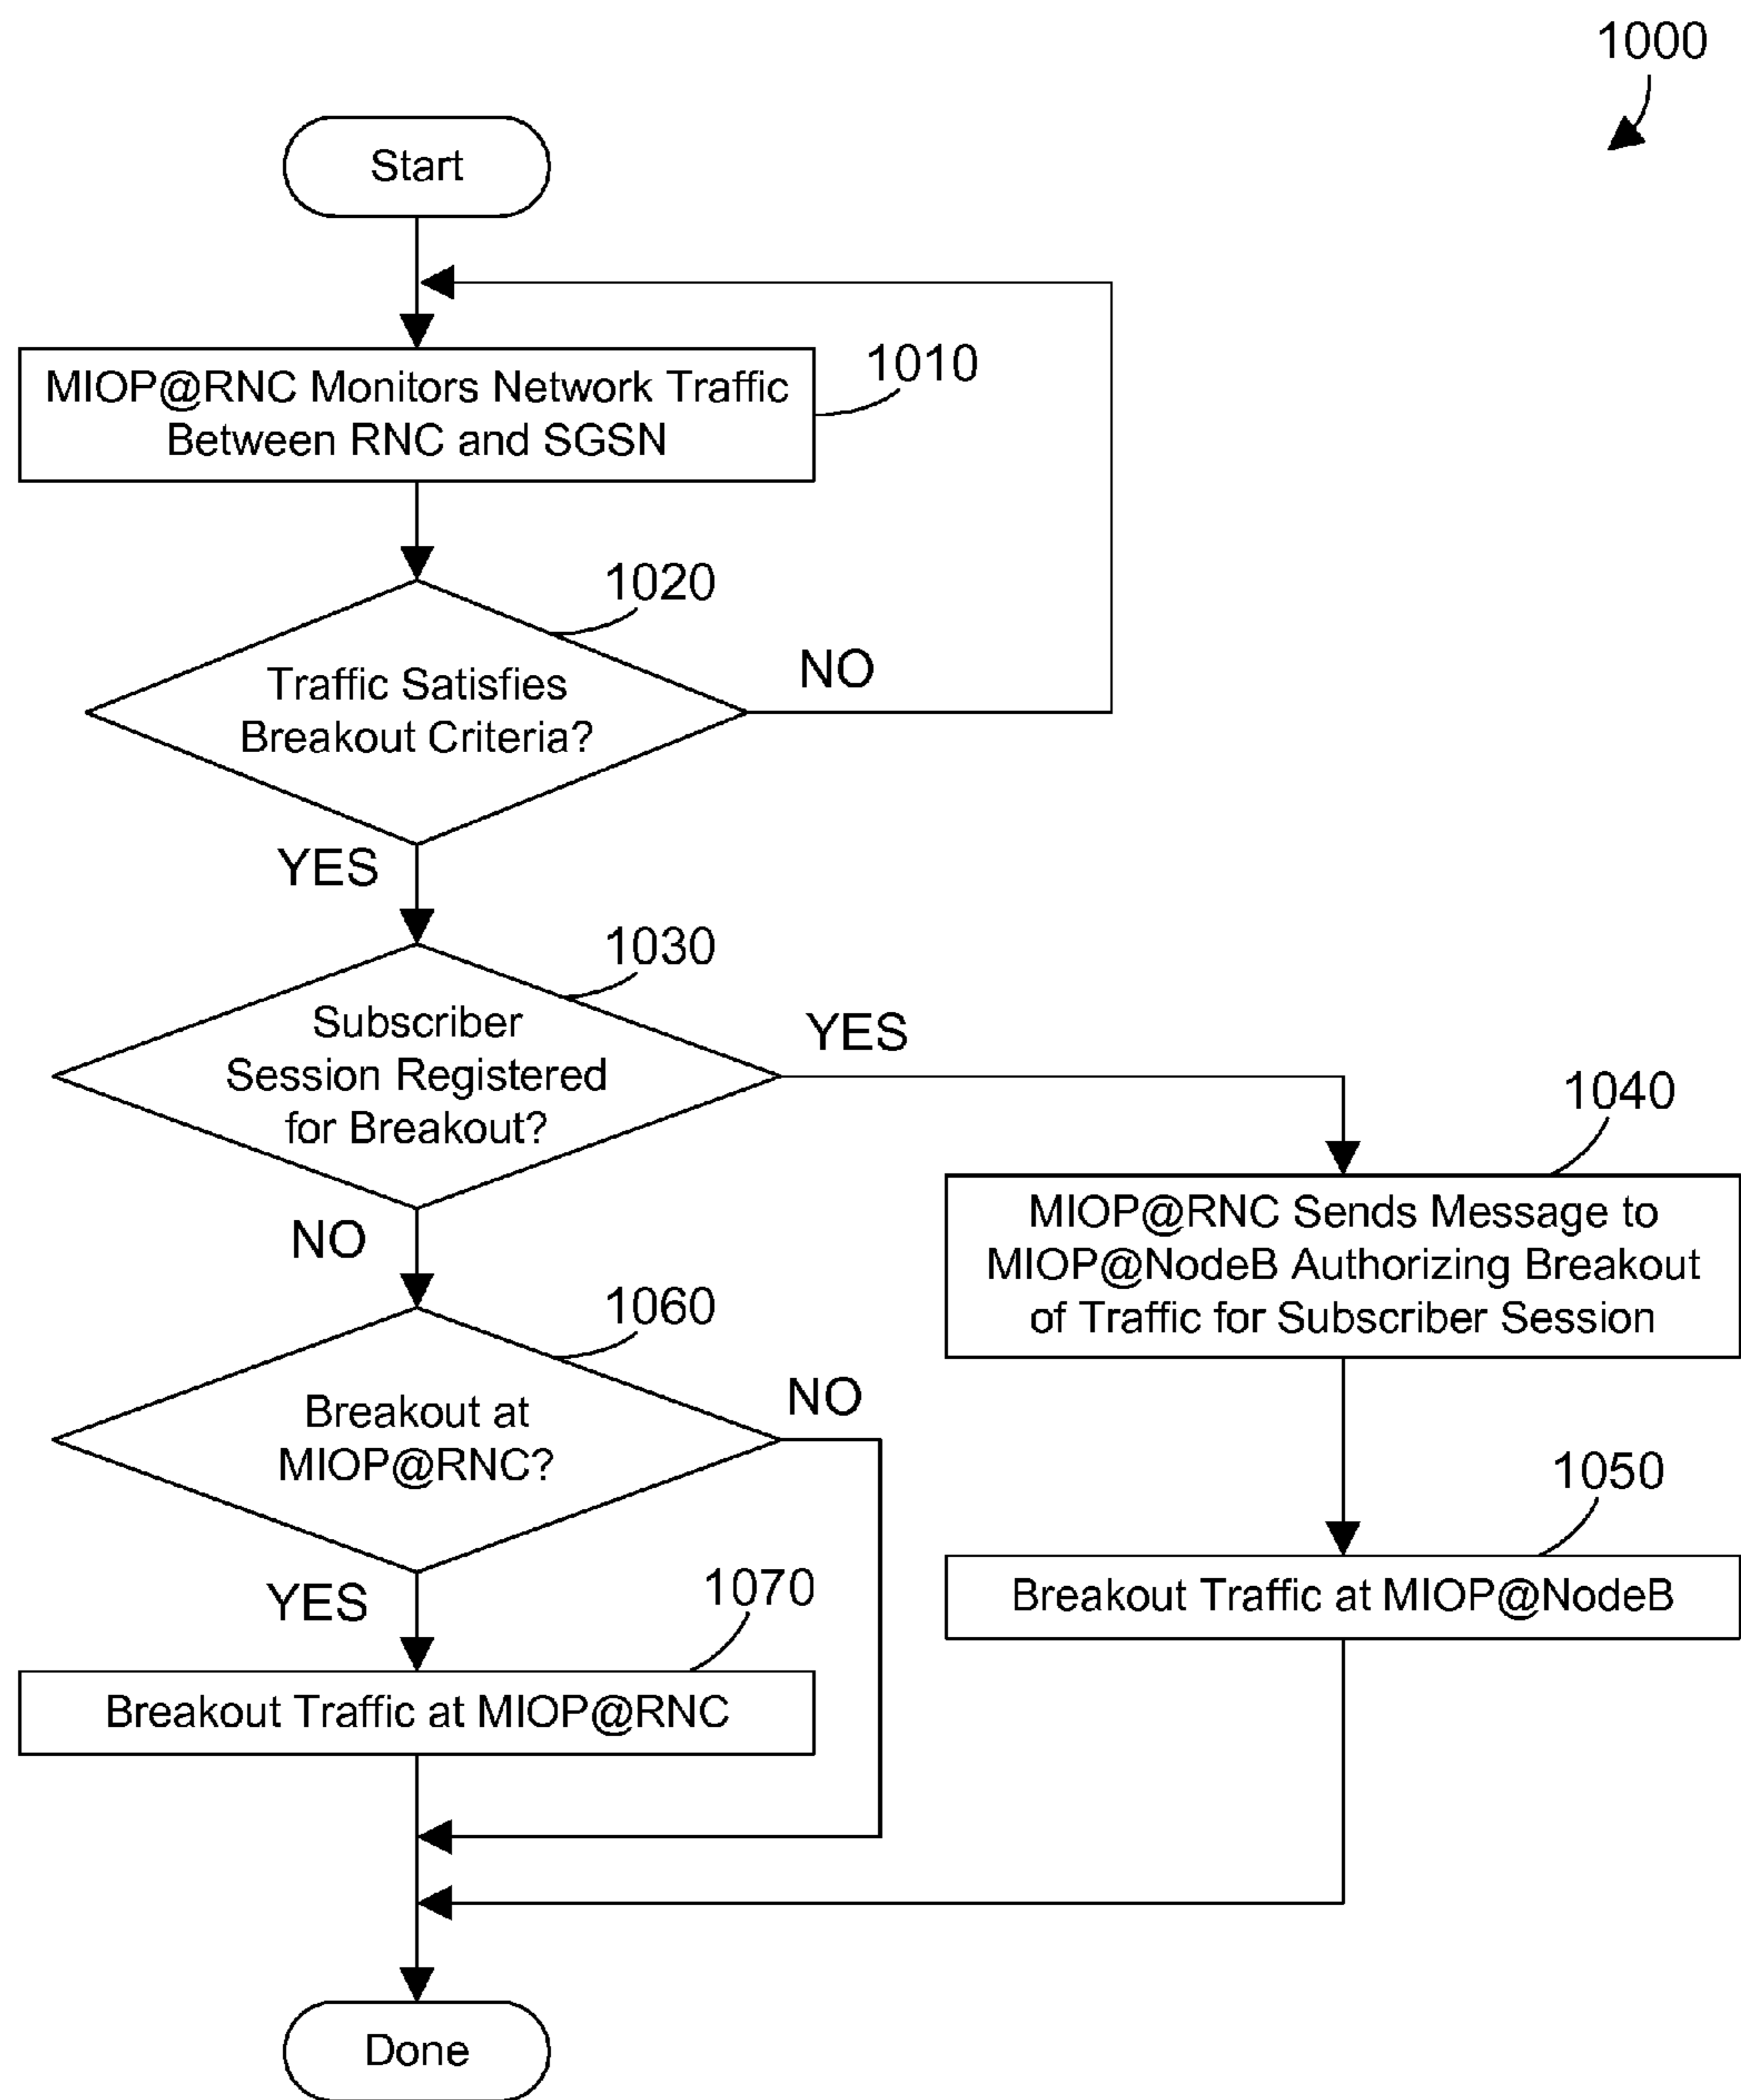 1000
Start
1010
MIOP@RNC Monitors Network Traffic
Between RNC and SGSN
1020
Traffic Satisfies
Breakout Criteria?
NO
YES
1030
Subscriber
Session Registered
for Breakout?
YES
NO
1040
MIOP@RNC Sends Message to
MIOP@NodeB Authorizing Breakout
of Traffic for Subscriber Session
1060
Breakout at
MIOP@RNC?
NO
YES
1050
Breakout Traffic at MIOP@NodeB
1070
Breakout Traffic at MIOP@RNC
Done